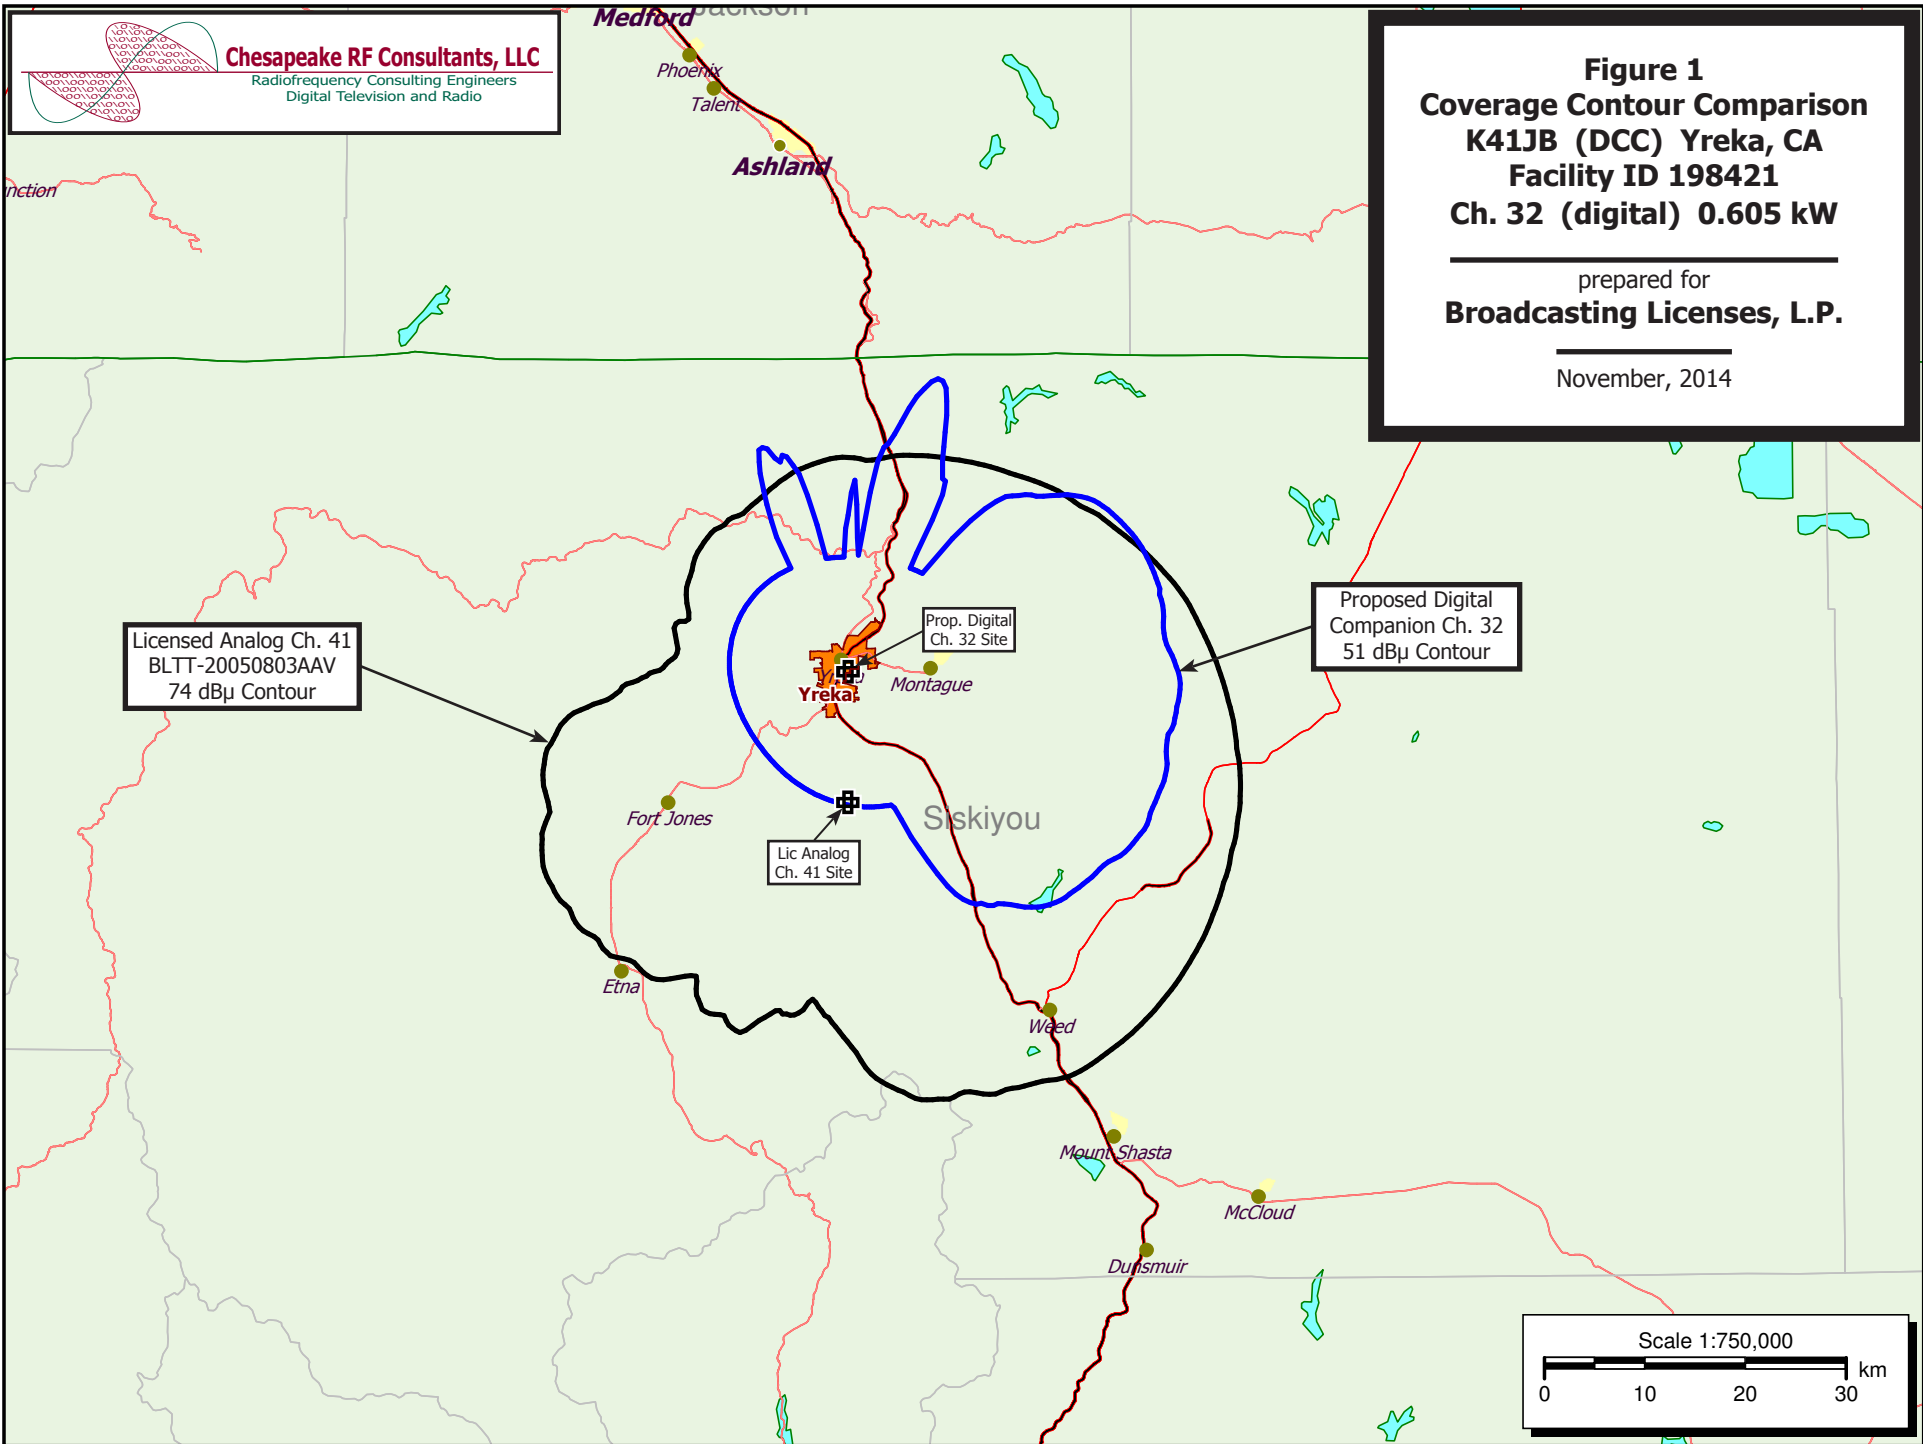 Chesapeake RF Consultants, LLC
Radiofrequency Consulting Engineers
Digital Television and Radio
Figure 1
Coverage Contour Comparison
K41JB (DCC) Yreka, CA
Facility ID 198421
Ch. 32 (digital) 0.605 kW
prepared for
Broadcasting Licenses, L.P.
November, 2014
Jackson
Medford
Phoenix
Talent
Ashland
Licensed Analog Ch. 41
BLTT-20050803AAV
74 dBµ Contour
Prop. Digital
Ch. 32 Site
Proposed Digital
Companion Ch. 32
51 dBµ Contour
Yreka
Montague
Fort Jones
Siskiyou
Lic Analog
Ch. 41 Site
Etna
Weed
Mount Shasta
McCloud
Dunsmuir
Scale 1:750,000
km
0 10 20 30